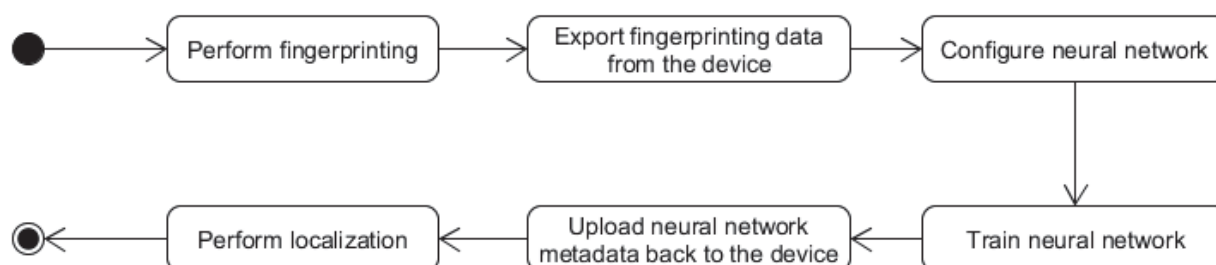 Perform fingerprinting
Export fingerprinting data
from the device
Configure neural network
Perform localization
Upload neural network
metadata back to the device
Train neural network